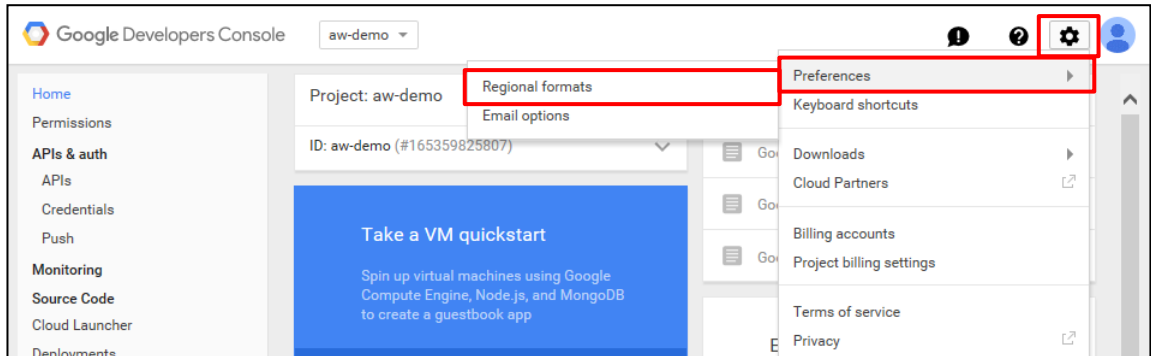 Google Developers Console
aw-demo
Home
Permissions
APIs & auth
APIs
Credentials
Push
Monitoring
Source Code
Cloud Launcher
Deployments
Project: aw-demo
ID: aw-demo (#165359825807)
Take a VM quickstart
Spin up virtual machines using Google
Compute Engine, Node.js, and MongoDB
to create a guestbook app
Regional formats
Email options
Preferences
Keyboard shortcuts
Downloads
Cloud Partners
Billing accounts
Project billing settings
Terms of service
Privacy